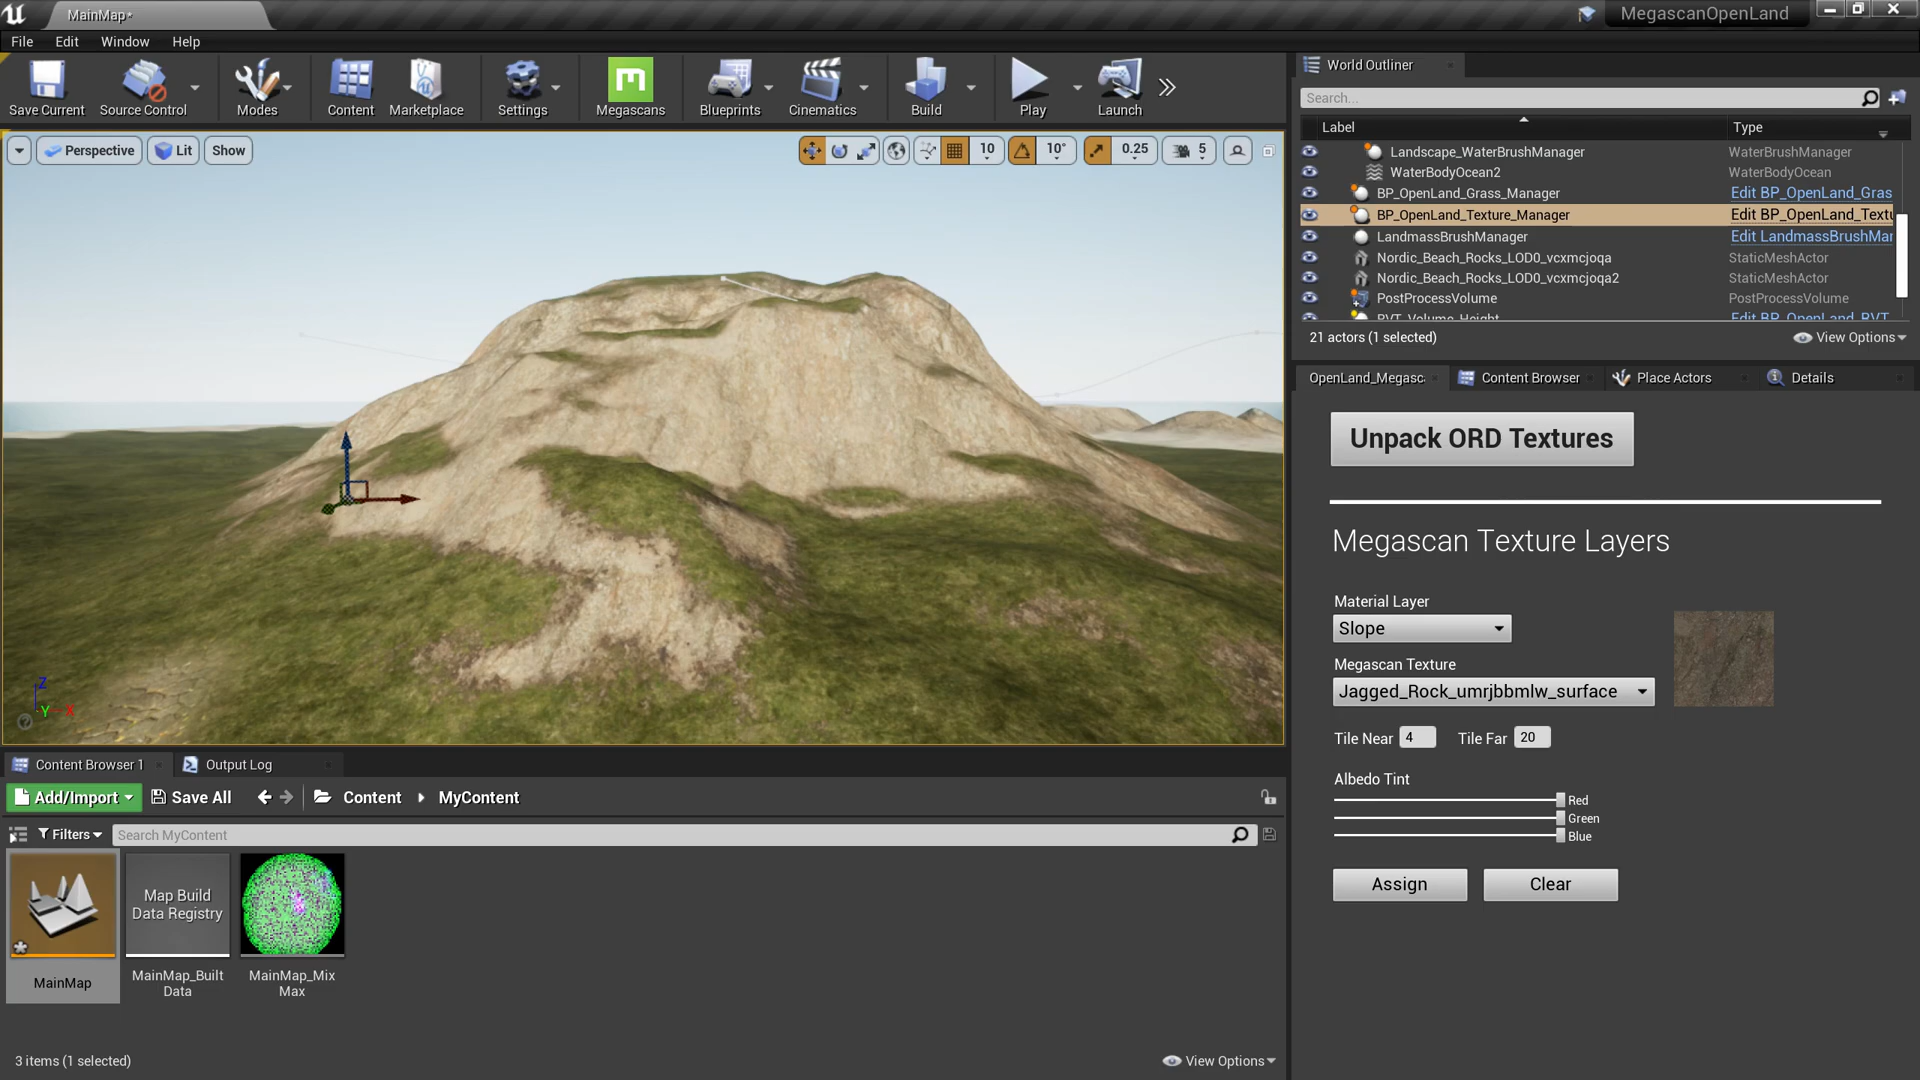 MainMap*
MegascanOpenLand
File Edit Window Help
Save Current
Source Control
Modes
Content
Marketplace
Settings
Megascans
Blueprints
Cinematics
Build
Play
Launch
Perspective
Lit
Show
10
10°
0.25
5
Z
Y
X
World Outliner
Search...
Label
Type
Landscape_WaterBrushManager WaterBrushManager
WaterBodyOcean2 WaterBodyOcean
BP_OpenLand_Grass_Manager Edit BP_OpenLand_Gras
BP_OpenLand_Texture_Manager Edit BP_OpenLand_Textu
LandmassBrushManager Edit LandmassBrushMar
Nordic_Beach_Rocks_LOD0_vcxmcjoqa StaticMeshActor
Nordic_Beach_Rocks_LOD0_vcxmcjoqa2 StaticMeshActor
PostProcessVolume PostProcessVolume
RVT_Volume_Height Edit BP_OpenLand_RVT
21 actors (1 selected)
View Options
OpenLand_Megasc
Content Browser
Place Actors
Details
Unpack ORD Textures
Megascan Texture Layers
Material Layer
Slope
Megascan Texture
Jagged_Rock_umrjbbmlw_surface
Tile Near 4 Tile Far 20
Albedo Tint
Red
Green
Blue
Assign
Clear
Content Browser 1
Output Log
Add/Import
Save All
Content
MyContent
Filters
Search MyContent
Map Build
Data Registry
MainMap
MainMap_Built
Data
MainMap_Mix
Max
3 items (1 selected)
View Options